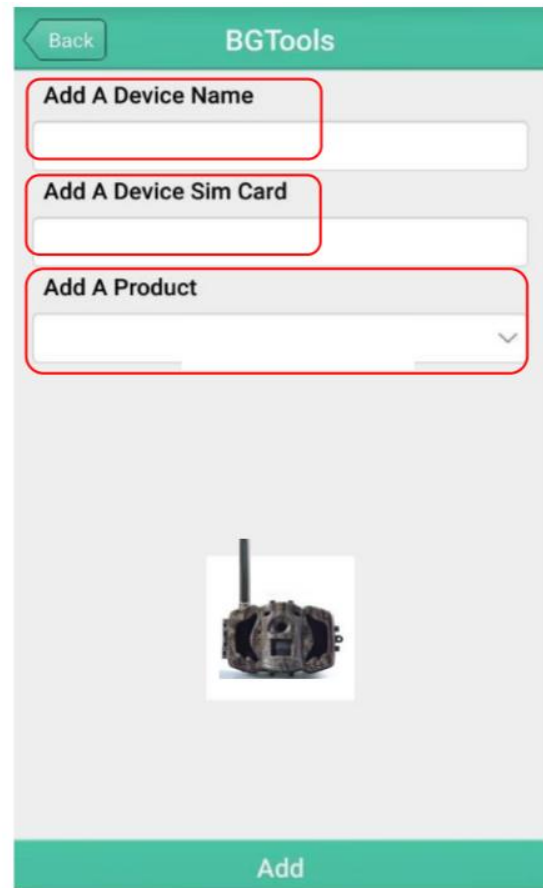 Back
BGTools
Add A Device Name
Add A Device Sim Card
Add A Product
Add